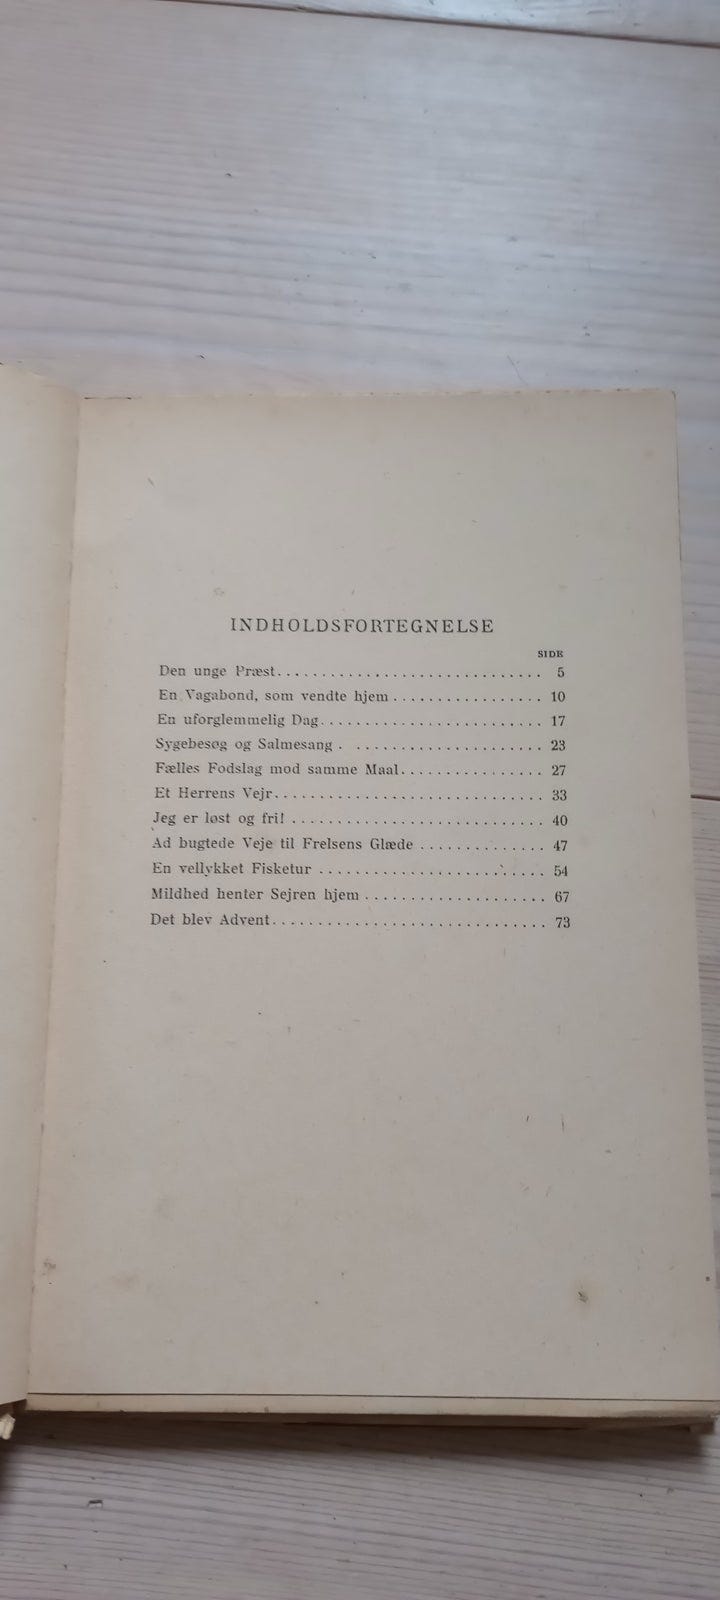 INDHOLDSFORTEGNELSE
SIDE
Den unge Præst.............................. 5
En Vagabond, som vendte hjem................. 10
En uforglemmelig Dag......................... 17
Sygebesøg og Salmesang . ..................... 23
Fælles Fodslag mod samme Maal................ 27
Et Herrens Vejr.............................. 33
Jeg er løst og fri! ............................ 40
Ad bugtede Veje til Frelsens Glæde .............. 47
En vellykket Fisketur ......................... 54
Mildhed henter Sejren hjem .................... 67
Det blev Advent.............................. 73